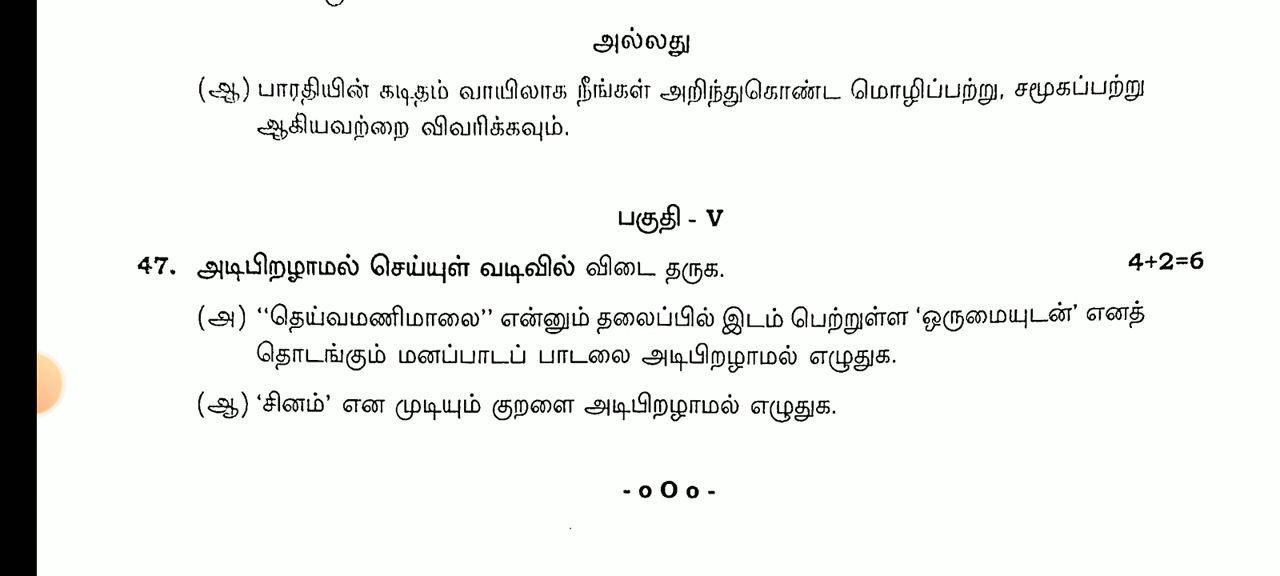 அல்லது
(ஆ) பாரதியின் கடிதம் வாயிலாக நீங்கள் அறிந்துகொண்ட மொழிப்பற்று, சமூகப்பற்று
ஆகியவற்றை விவரிக்கவும்.
பகுதி - V
47. அடிபிறழாமல் செய்யுள் வடிவில் விடை தருக. 4+2=6
(அ) “தெய்வமணிமாலை” என்னும் தலைப்பில் இடம் பெற்றுள்ள ‘ஒருமையுடன்’ எனத்
தொடங்கும் மனப்பாடப் பாடலை அடிபிறழாமல் எழுதுக.
(ஆ) ‘சினம்’ என முடியும் குறளை அடிபிறழாமல் எழுதுக.
- o O o -